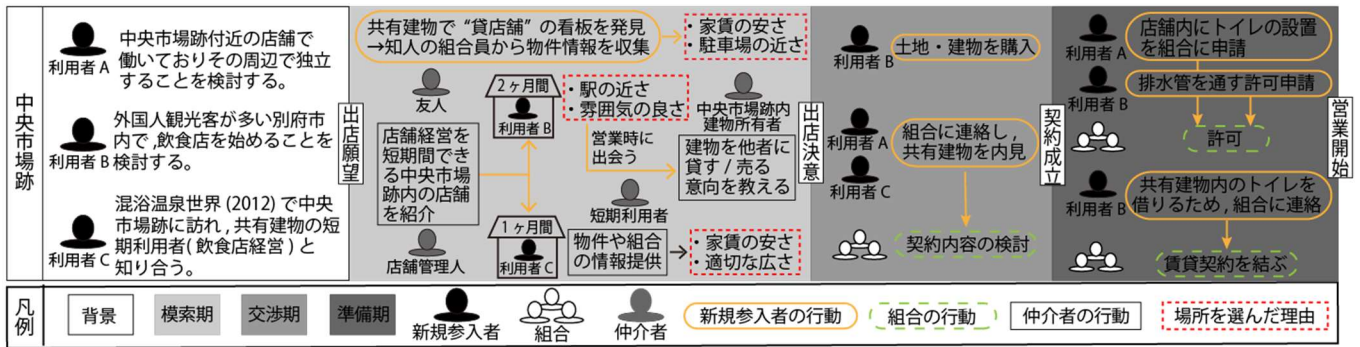 中央市場跡
利用者 A
中央市場跡付近の店舗で
働いておりその周辺で独立
することを検討する。
利用者 B
外国人観光客が多い別府市
内で,飲食店を始めることを
検討する。
利用者 C
混浴温泉世界(2012)で中央
市場跡に訪れ,共有建物の短
期利用者(飲食店経営)と
知り合う。
出店願望
共有建物で“貸店舗”の看板を発見
→知人の組合員から物件情報を収集
・家賃の安さ
・駐車場の近さ
友人
店舗経営を
短期間でき
る中央市場
跡内の店舗
を紹介
店舗管理人
2ヶ月間
利用者B
・駅の近さ
・雰囲気の良さ
営業時に
出会う
中央市場跡内
建物所有者
建物を他者に
貸す/売る
意向を教える
1ヶ月間
利用者C
短期利用者
物件や組合
の情報提供
・家賃の安さ
・適切な広さ
出店決意
利用者 B
土地・建物を購入
利用者 A
利用者 C
組合に連絡し,
共有建物を内見
契約内容の検討
契約成立
利用者 A
店舗内にトイレの設置
を組合に申請
利用者 B
排水管を通す許可申請
許可
利用者 B
共有建物内のトイレを
借りるため,組合に連絡
賃貸契約を結ぶ
営業開始
凡例
背景
模索期
交渉期
準備期
新規参入者
組合
仲介者
新規参入者の行動
組合の行動
仲介者の行動
場所を選んだ理由